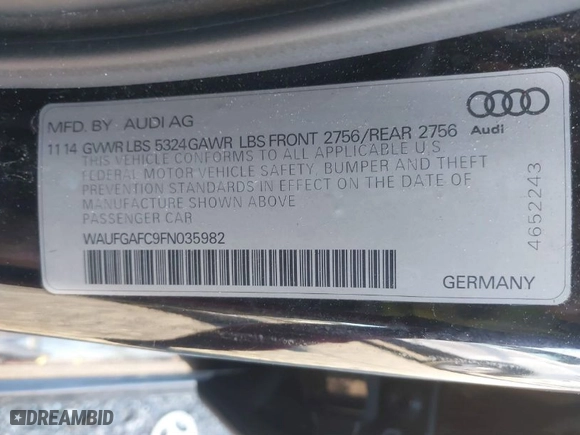 MFD. BY AUDI AG
Audi
11 14 GVWR LBS 5324 GAWR LBS FRONT 2756/REAR 2756
THIS VEHICLE CONFORMS TO ALL APPLICABLE U.S
FEDERAL MOTOR VEHICLE SAFETY, BUMPER AND THEFT
PREVENTION STANDARDS IN EFFECT ON THE DATE OF
MANUFACTURE SHOWN ABOVE
PASSENGER CAR
WAUFGAFC9FN035982
4652243
GERMANY
DREAMBID